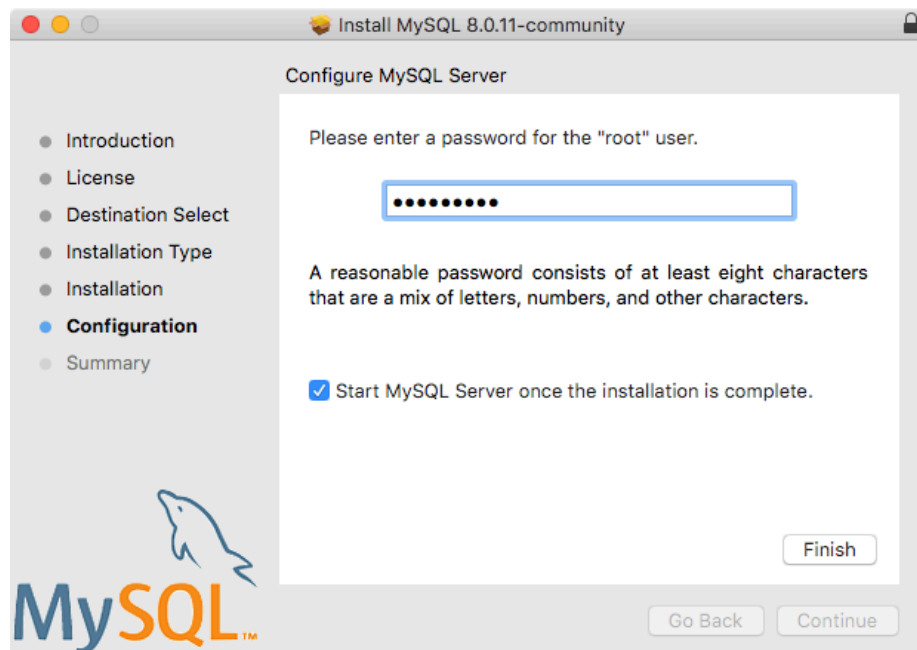 Install MySQL 8.0.11-community
Configure MySQL Server
Introduction
License
Destination Select
Installation Type
Installation
Configuration
Summary
Please enter a password for the "root" user.
•••••••••
A reasonable password consists of at least eight characters
that are a mix of letters, numbers, and other characters.
Start MySQL Server once the installation is complete.
Finish
MySQL™
Go Back
Continue